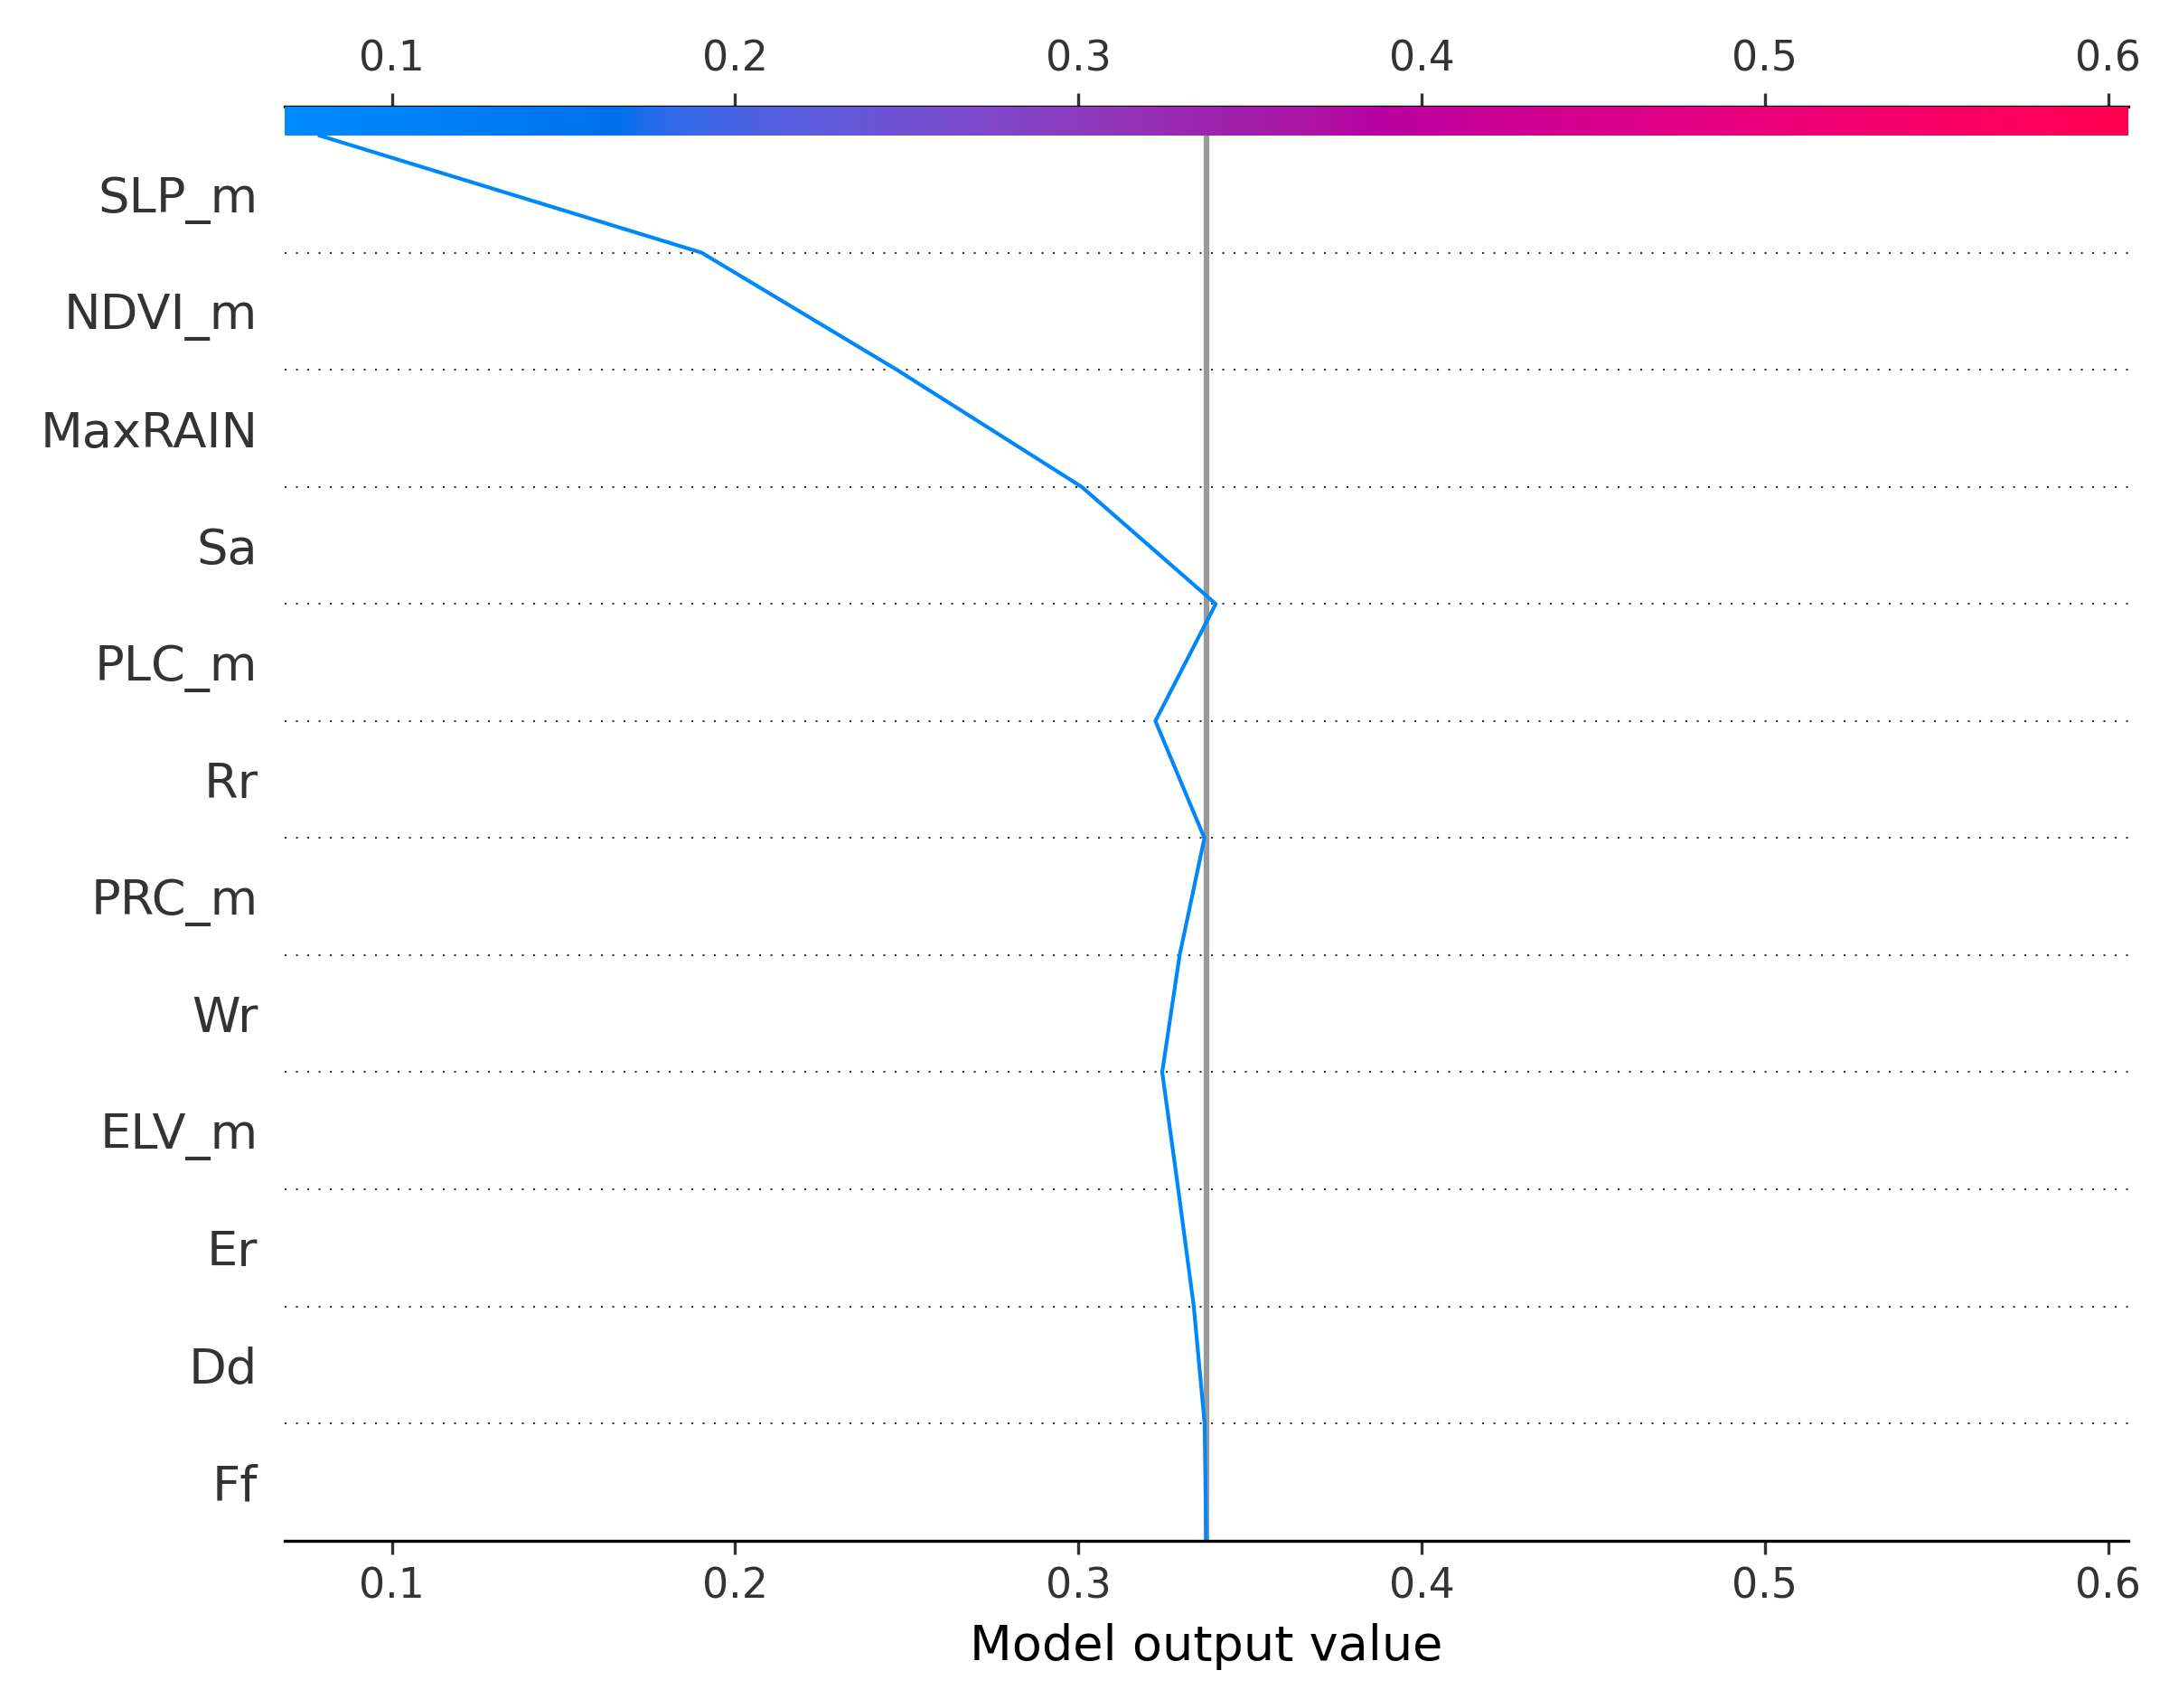 0.1 0.2 0.3 0.4 0.5 0.6
SLP_m
NDVI_m
MaxRAIN
Sa
PLC_m
Rr
PRC_m
Wr
ELV_m
Er
Dd
Ff
0.1 0.2 0.3 0.4 0.5 0.6
Model output value